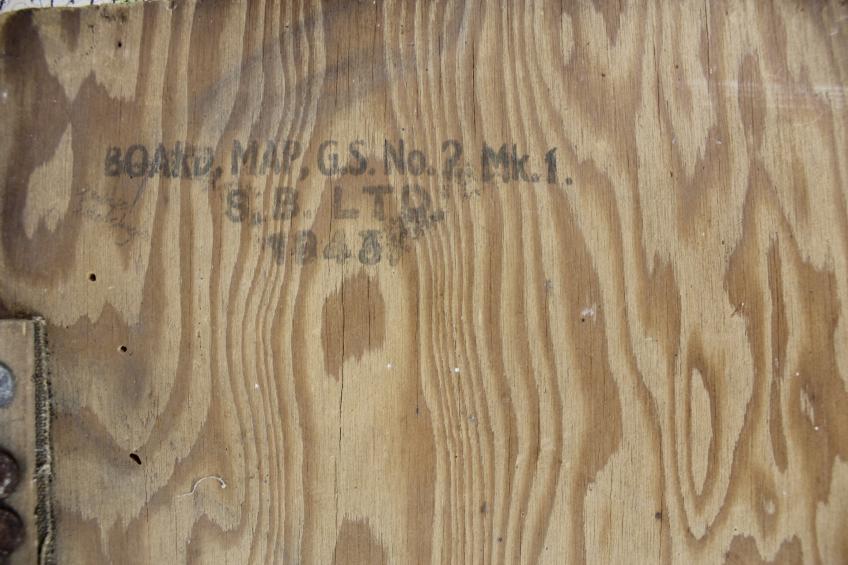 BOARD, MAP, G.S. No. 2 Mk. 1.
S. B. LTD.
1943